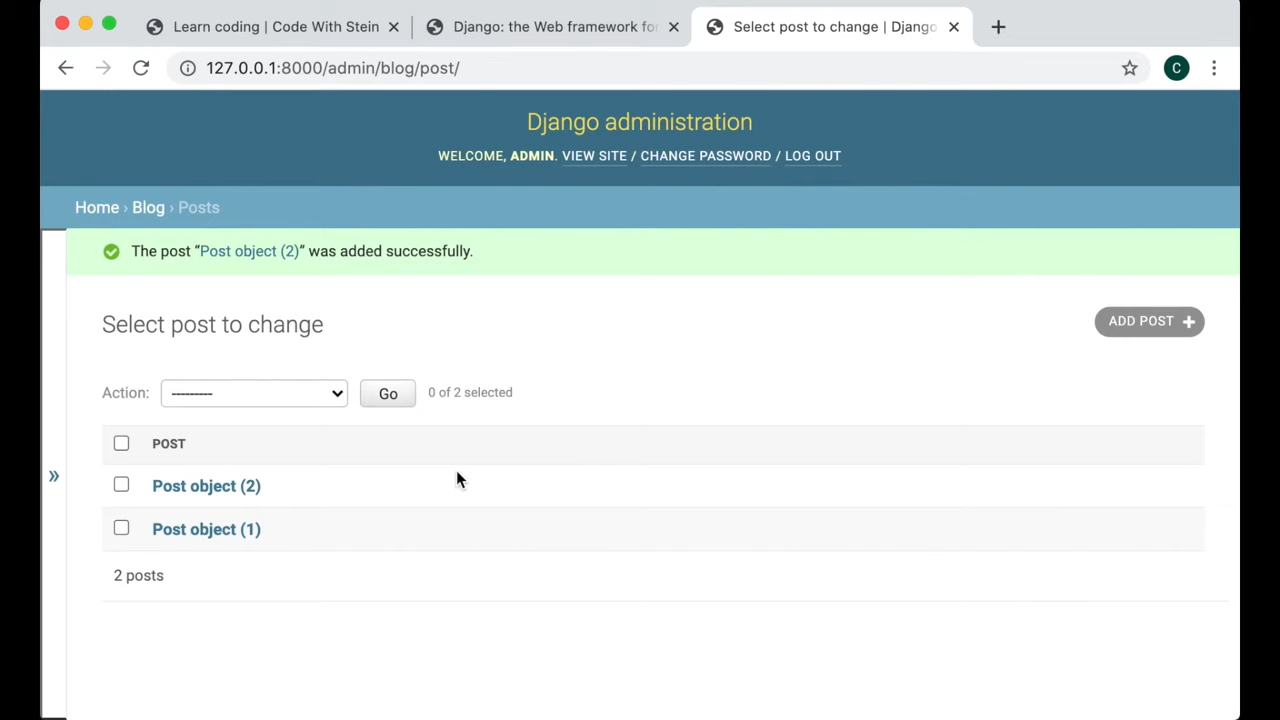 Learn coding | Code With Stein
Django: the Web framework for
Select post to change | Django
127.0.0.1:8000/admin/blog/post/
C
Django administration
WELCOME, ADMIN. VIEW SITE / CHANGE PASSWORD / LOG OUT
Home › Blog › Posts
The post “Post object (2)” was added successfully.
Select post to change
ADD POST +
Action: --------- Go 0 of 2 selected
POST
»
Post object (2)
Post object (1)
2 posts